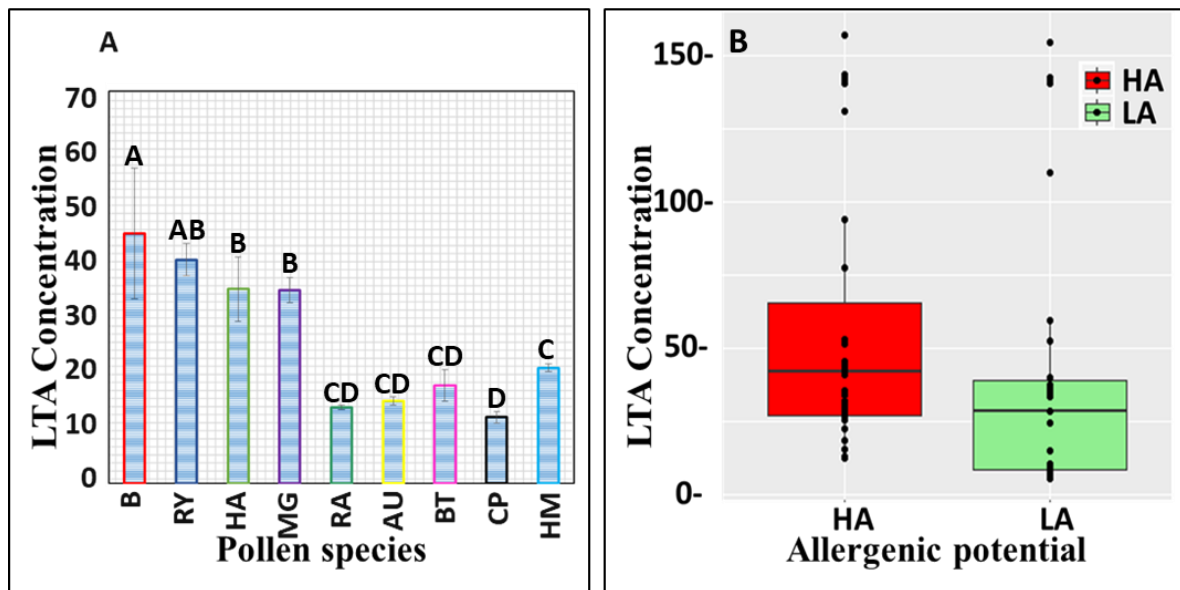 A
LTA Concentration
70
60
50
40
30
20
10
0
A
AB
B
B
CD
CD
CD
D
C
B
RY
HA
MG
RA
AU
BT
CP
HM
Pollen species
B
LTA Concentration
150-
100-
50-
0-
HA
LA
HA
LA
Allergenic potential